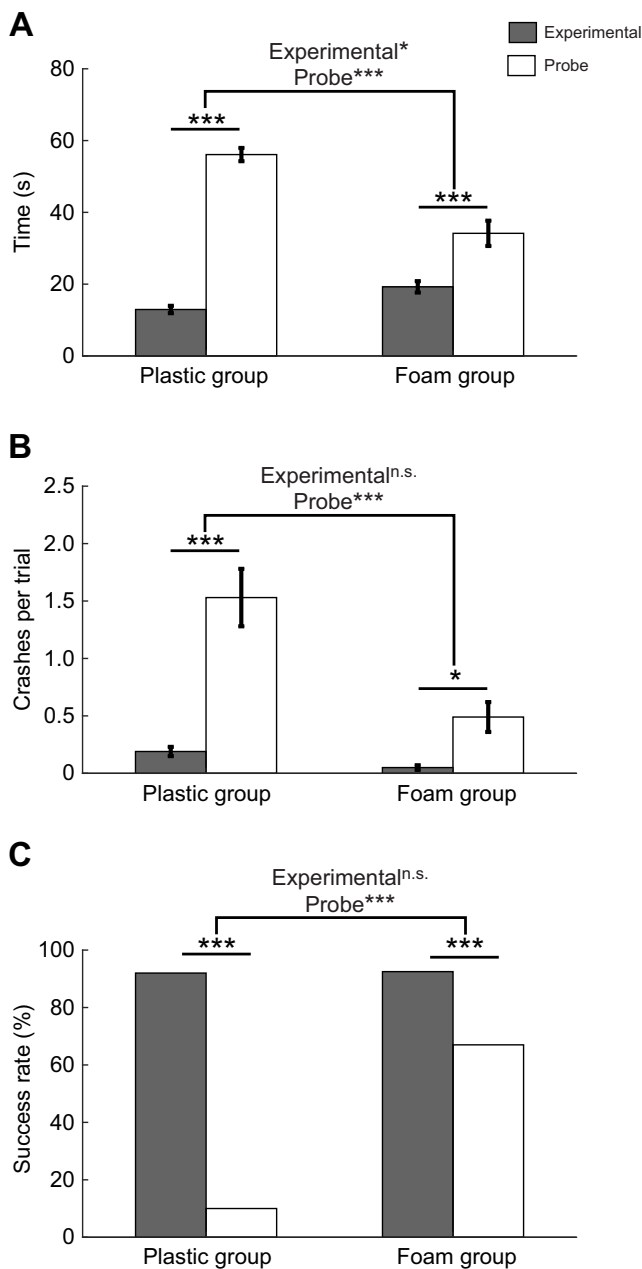 A
Experimental*
Probe***
Experimental
Probe
80
60
40
20
0
Time (s)
***
***
Plastic group
Foam group
B
Experimentaln.s.
Probe***
2.5
2.0
1.5
1.0
0.5
0
Crashes per trial
***
*
Plastic group
Foam group
C
Experimentaln.s.
Probe***
100
80
60
40
20
0
Success rate (%)
***
***
Plastic group
Foam group